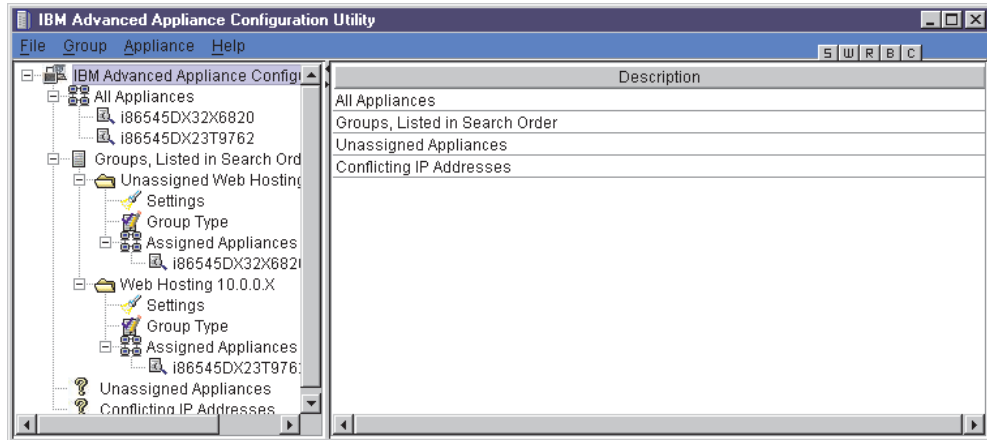 IBM Advanced Appliance Configuration Utility
File Group Appliance Help
S W R B C
IBM Advanced Appliance Config
All Appliances
i86545DX32X6820
i86545DX23T9762
Groups, Listed in Search Ord
Unassigned Web Hosting
Settings
Group Type
Assigned Appliances
i86545DX32X682
Web Hosting 10.0.0.X
Settings
Group Type
Assigned Appliances
i86545DX23T976
Unassigned Appliances
Conflicting IP Addresses
Description
All Appliances
Groups, Listed in Search Order
Unassigned Appliances
Conflicting IP Addresses